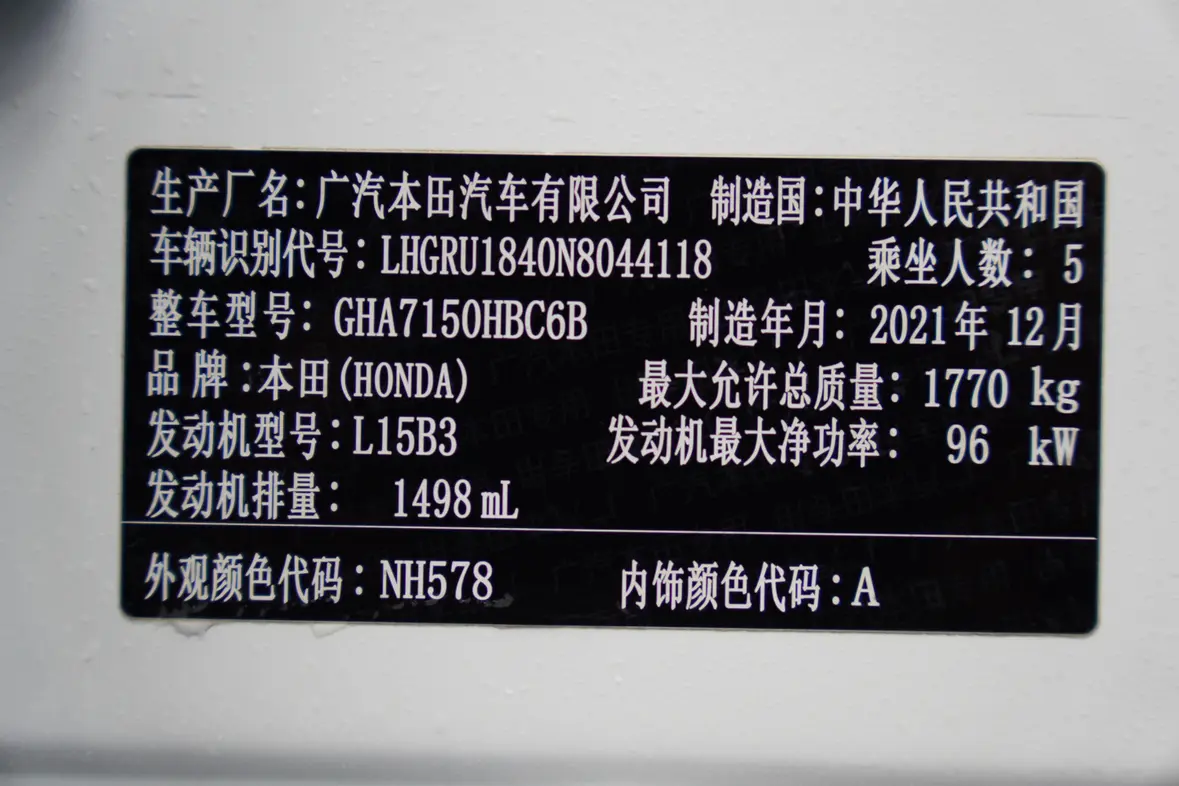 生产厂名：广汽本田汽车有限公司 制造国：中华人民共和国
车辆识别代号：LHGRU1840N8044118 乘坐人数：5
整车型号：GHA7150HBC6B 制造年月：2021年12月
品牌：本田(HONDA) 最大允许总质量：1770 kg
发动机型号：L15B3 发动机最大净功率：96 kW
发动机排量：1498 mL
外观颜色代码：NH578 内饰颜色代码：A